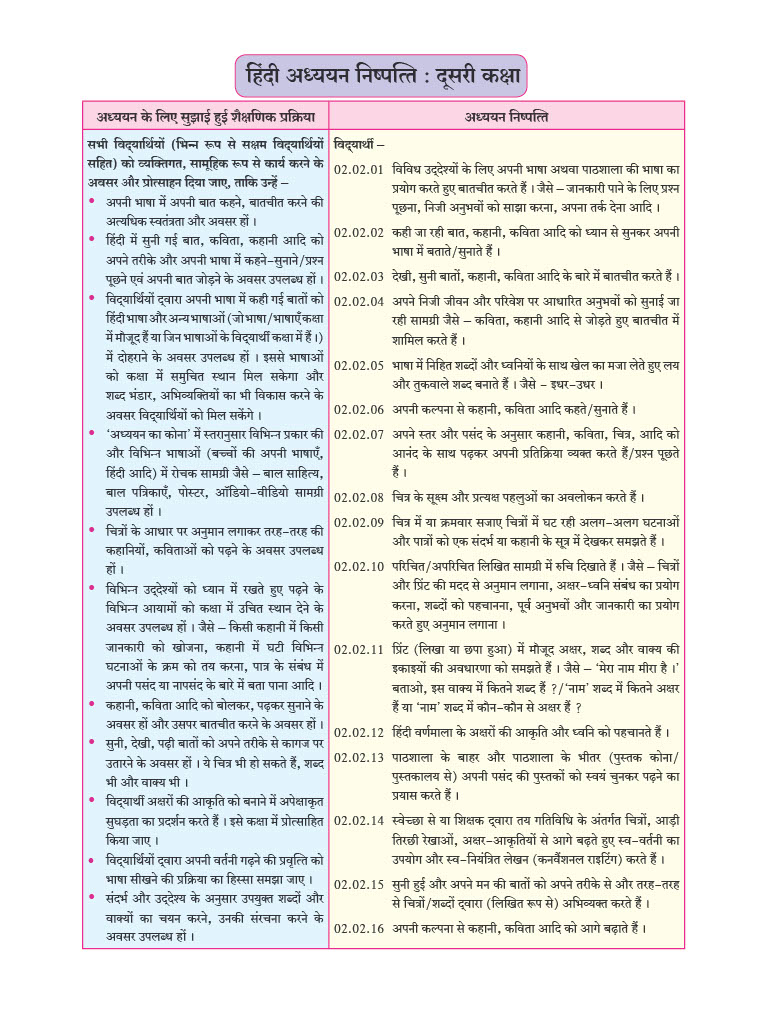 हिंदी अध्ययन निष्पत्ति : दूसरी कक्षा
अध्ययन के लिए सुझाई हुई शैक्षणिक प्रक्रिया
सभी विद्यार्थियों (भिन्न रूप से सक्षम विद्यार्थियों
सहित) को व्यक्तिगत, सामूहिक रूप से कार्य करने के
अवसर और प्रोत्साहन दिया जाए, ताकि उन्हें –
• अपनी भाषा में अपनी बात कहने, बातचीत करने की
अत्यधिक स्वतंत्रता और अवसर हों ।
• हिंदी में सुनी गई बात, कविता, कहानी आदि को
अपने तरीके और अपनी भाषा में कहने-सुनाने/प्रश्न
पूछने एवं अपनी बात जोड़ने के अवसर उपलब्ध हों ।
• विद्यार्थियों द्वारा अपनी भाषा में कही गई बातों को
हिंदी भाषा और अन्य भाषाओं (जो भाषा/भाषाएँ कक्षा
में मौजूद हैं या जिन भाषाओं के विद्यार्थी कक्षा में हैं ।)
में दोहराने के अवसर उपलब्ध हों । इससे भाषाओं
को कक्षा में समुचित स्थान मिल सकेगा और
शब्द भंडार, अभिव्यक्तियों का भी विकास करने के
अवसर विद्यार्थियों को मिल सकेंगे ।
• ‘अध्ययन का कोना’ में स्तरानुसार विभिन्न प्रकार की
और विभिन्न भाषाओं (बच्चों की अपनी भाषाएँ,
हिंदी आदि) में रोचक सामग्री जैसे – बाल साहित्य,
बाल पत्रिकाएँ, पोस्टर, ऑडियो-वीडियो सामग्री
उपलब्ध हों ।
• चित्रों के आधार पर अनुमान लगाकर तरह-तरह की
कहानियों, कविताओं को पढ़ने के अवसर उपलब्ध
हों ।
• विभिन्न उद्देश्यों को ध्यान में रखते हुए पढ़ने के
विभिन्न आयामों को कक्षा में उचित स्थान देने के
अवसर उपलब्ध हों । जैसे – किसी कहानी में किसी
जानकारी को खोजना, कहानी में घटी विभिन्न
घटनाओं के क्रम को तय करना, पात्र के संबंध में
अपनी पसंद या नापसंद के बारे में बता पाना आदि ।
• कहानी, कविता आदि को बोलकर, पढ़कर सुनाने के
अवसर हों और उसपर बातचीत करने के अवसर हों ।
• सुनी, देखी, पढ़ी बातों को अपने तरीके से कागज पर
उतारने के अवसर हों । ये चित्र भी हो सकते हैं, शब्द
भी और वाक्य भी ।
• विद्यार्थी अक्षरों की आकृति को बनाने में अपेक्षाकृत
सुघड़ता का प्रदर्शन करते हैं । इसे कक्षा में प्रोत्साहित
किया जाए ।
• विद्यार्थियों द्वारा अपनी वर्तनी गढ़ने की प्रवृत्ति को
भाषा सीखने की प्रक्रिया का हिस्सा समझा जाए ।
• संदर्भ और उद्देश्य के अनुसार उपयुक्त शब्दों और
वाक्यों का चयन करने, उनकी संरचना करने के
अवसर उपलब्ध हों ।
अध्ययन निष्पत्ति
विद्यार्थी –
02.02.01 विविध उद्देश्यों के लिए अपनी भाषा अथवा पाठशाला की भाषा का
प्रयोग करते हुए बातचीत करते हैं । जैसे – जानकारी पाने के लिए प्रश्न
पूछना, निजी अनुभवों को साझा करना, अपना तर्क देना आदि ।
02.02.02 कही जा रही बात, कहानी, कविता आदि को ध्यान से सुनकर अपनी
भाषा में बताते/सुनाते हैं ।
02.02.03 देखी, सुनी बातों, कहानी, कविता आदि के बारे में बातचीत करते हैं ।
02.02.04 अपने निजी जीवन और परिवेश पर आधारित अनुभवों को सुनाई जा
रही सामग्री जैसे – कविता, कहानी आदि से जोड़ते हुए बातचीत में
शामिल करते हैं ।
02.02.05 भाषा में निहित शब्दों और ध्वनियों के साथ खेल का मजा लेते हुए लय
और तुकवाले शब्द बनाते हैं । जैसे – इधर-उधर ।
02.02.06 अपनी कल्पना से कहानी, कविता आदि कहते/सुनाते हैं ।
02.02.07 अपने स्तर और पसंद के अनुसार कहानी, कविता, चित्र, आदि को
आनंद के साथ पढ़कर अपनी प्रतिक्रिया व्यक्त करते हैं/प्रश्न पूछते
हैं ।
02.02.08 चित्र के सूक्ष्म और प्रत्यक्ष पहलुओं का अवलोकन करते हैं ।
02.02.09 चित्र में या क्रमवार सजाए चित्रों में घट रही अलग-अलग घटनाओं
और पात्रों को एक संदर्भ या कहानी के सूत्र में देखकर समझते हैं ।
02.02.10 परिचित/अपरिचित लिखित सामग्री में रुचि दिखाते हैं । जैसे – चित्रों
और प्रिंट की मदद से अनुमान लगाना, अक्षर-ध्वनि संबंध का प्रयोग
करना, शब्दों को पहचानना, पूर्व अनुभवों और जानकारी का प्रयोग
करते हुए अनुमान लगाना ।
02.02.11 प्रिंट (लिखा या छपा हुआ) में मौजूद अक्षर, शब्द और वाक्य की
इकाइयों की अवधारणा को समझते हैं । जैसे – ‘मेरा नाम मीरा है ।’
बताओ, इस वाक्य में कितने शब्द हैं ?/‘नाम’ शब्द में कितने अक्षर
हैं या ‘नाम’ शब्द में कौन-कौन से अक्षर हैं ?
02.02.12 हिंदी वर्णमाला के अक्षरों की आकृति और ध्वनि को पहचानते हैं ।
02.02.13 पाठशाला के बाहर और पाठशाला के भीतर (पुस्तक कोना/
पुस्तकालय से) अपनी पसंद की पुस्तकों को स्वयं चुनकर पढ़ने का
प्रयास करते हैं ।
02.02.14 स्वेच्छा से या शिक्षक द्वारा तय गतिविधि के अंतर्गत चित्रों, आड़ी
तिरछी रेखाओं, अक्षर-आकृतियों से आगे बढ़ते हुए स्व-वर्तनी का
उपयोग और स्व-नियंत्रित लेखन (कनर्वेंशनल राइटिंग) करते हैं ।
02.02.15 सुनी हुई और अपने मन की बातों को अपने तरीके से और तरह-तरह
से चित्रों/शब्दों द्वारा (लिखित रूप से) अभिव्यक्त करते हैं ।
02.02.16 अपनी कल्पना से कहानी, कविता आदि को आगे बढ़ाते हैं ।